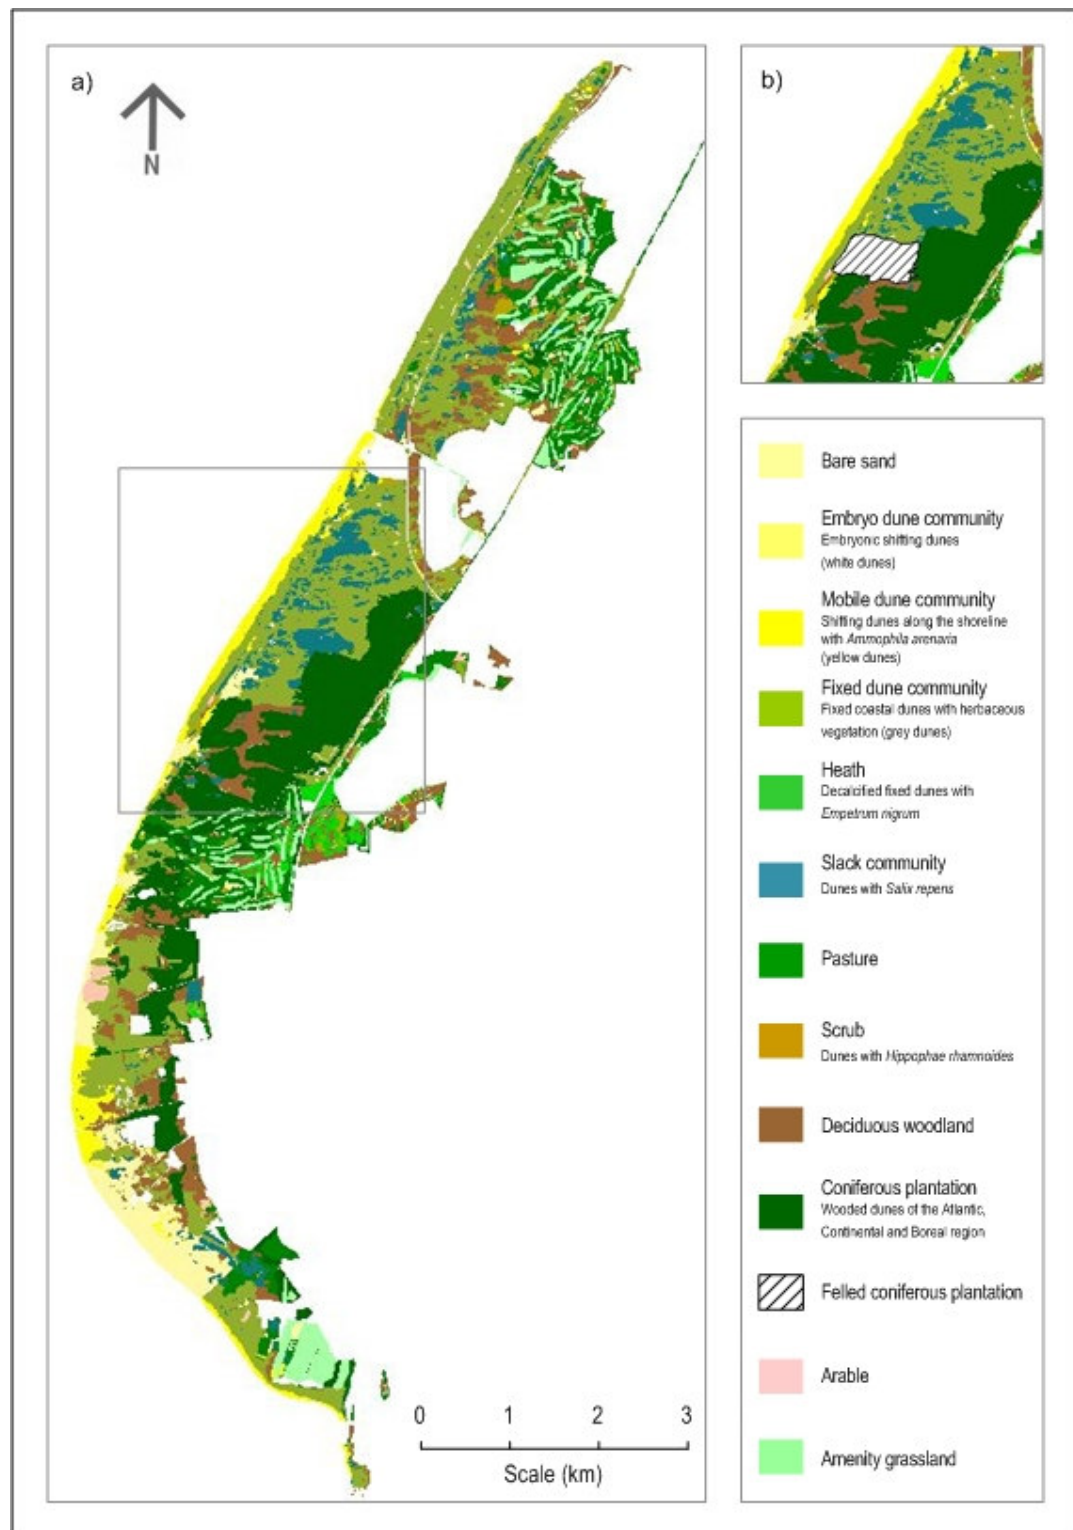 a)
N
b)
Bare sand
Embryo dune community
Embryonic shifting dunes
(white dunes)
Mobile dune community
Shifting dunes along the shoreline
with Ammophila arenaria
(yellow dunes)
Fixed dune community
Fixed coastal dunes with herbaceous
vegetation (grey dunes)
Heath
Decalcified fixed dunes with
Empetrum nigrum
Slack community
Dunes with Salix repens
Pasture
Scrub
Dunes with Hippophae rhamnoides
Deciduous woodland
Coniferous plantation
Wooded dunes of the Atlantic,
Continental and Boreal region
Felled coniferous plantation
Arable
Amenity grassland
0 1 2 3
Scale (km)